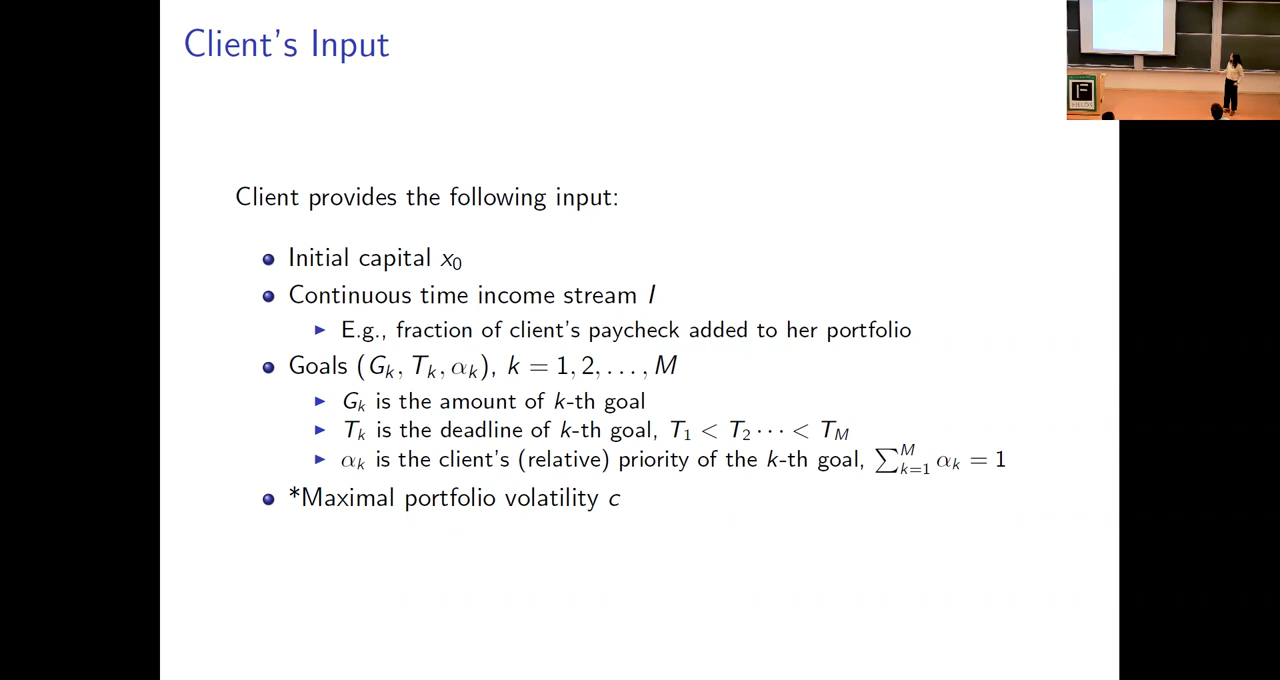 Client's Input
Client provides the following input:
Initial capital x₀
Continuous time income stream I
E.g., fraction of client's paycheck added to her portfolio
Goals (Gₖ, Tₖ, αₖ), k = 1, 2, . . . , M
Gₖ is the amount of k-th goal
Tₖ is the deadline of k-th goal, T₁ < T₂ · · · < T_M
αₖ is the client's (relative) priority of the k-th goal, ∑_{k=1}^{M} αₖ = 1
*Maximal portfolio volatility c
F
FIELDS